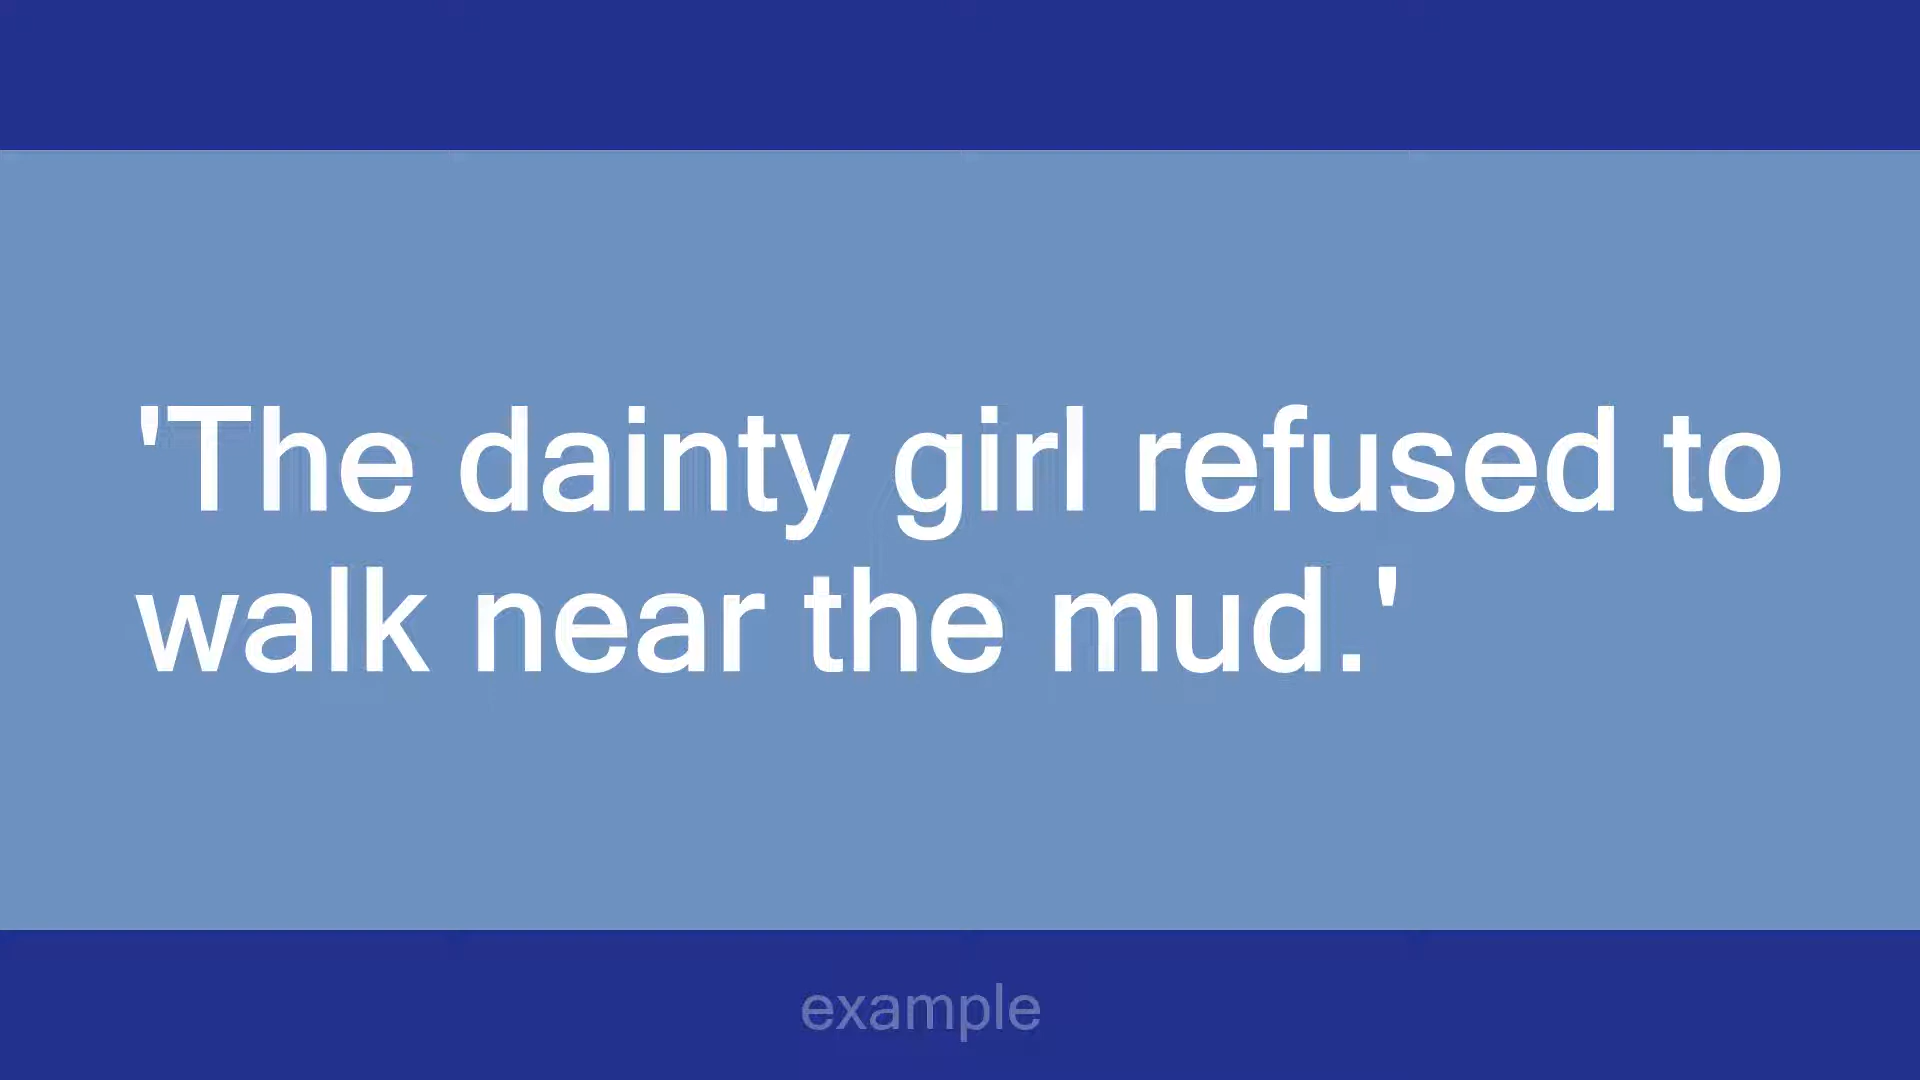 'The dainty girl refused to
walk near the mud.'
example